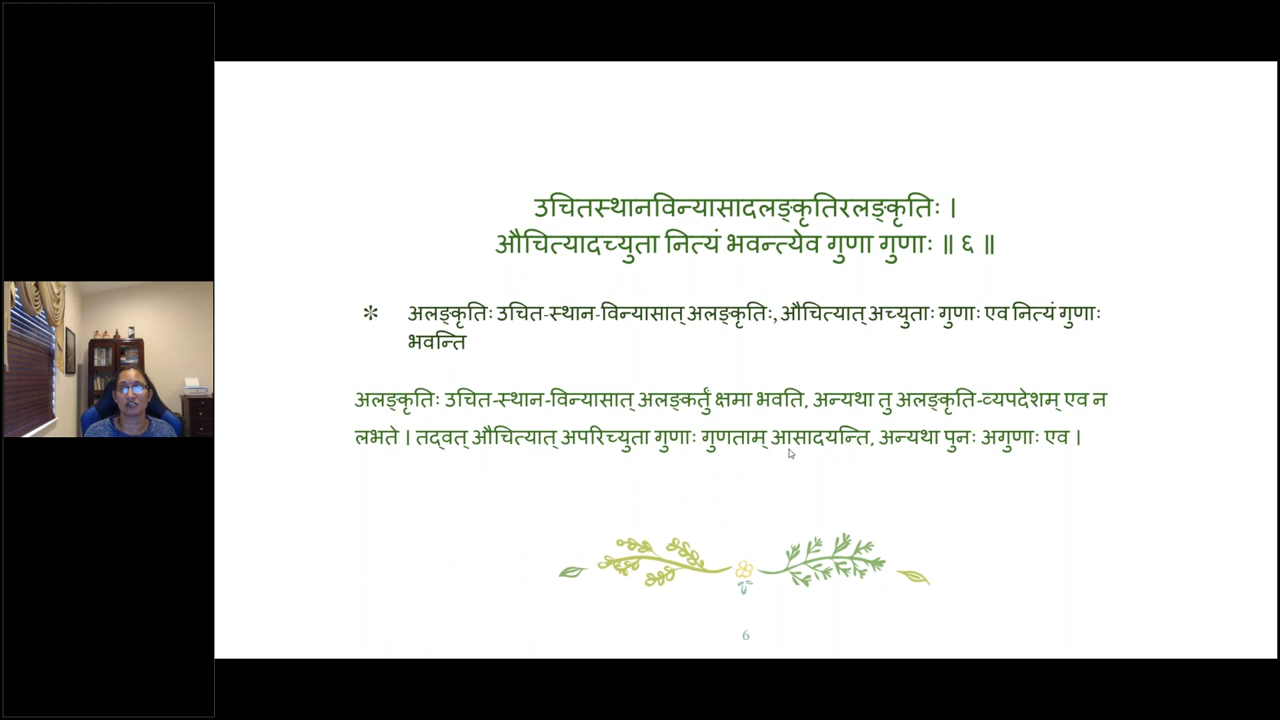 उचितस्थानविन्यासादलङ्कृतिरलङ्कृतिः ।
औचित्यादच्युता नित्यं भवन्त्येव गुणा गुणाः ॥ ६ ॥
अलङ्कृतिः उचित-स्थान-विन्यासात् अलङ्कृतिः, औचित्यात् अच्युताः गुणाः एव नित्यं गुणाः
भवन्ति
अलङ्कृतिः उचित-स्थान-विन्यासात् अलङ्कर्तुं क्षमा भवति, अन्यथा तु अलङ्कृति-व्यपदेशम् एव न
लभते । तद्वत् औचित्यात् अपरिच्युता गुणाः गुणताम् आसादयन्ति, अन्यथा पुनः अगुणाः एव ।
6